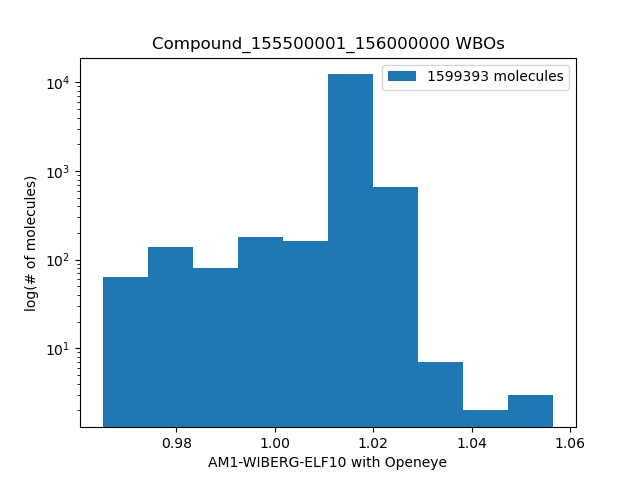 Compound_155500001_156000000 WBOs
1599393 molecules
10⁴
10³
10²
10¹
log(# of molecules)
0.98 1.00 1.02 1.04 1.06
AM1-WIBERG-ELF10 with Openeye